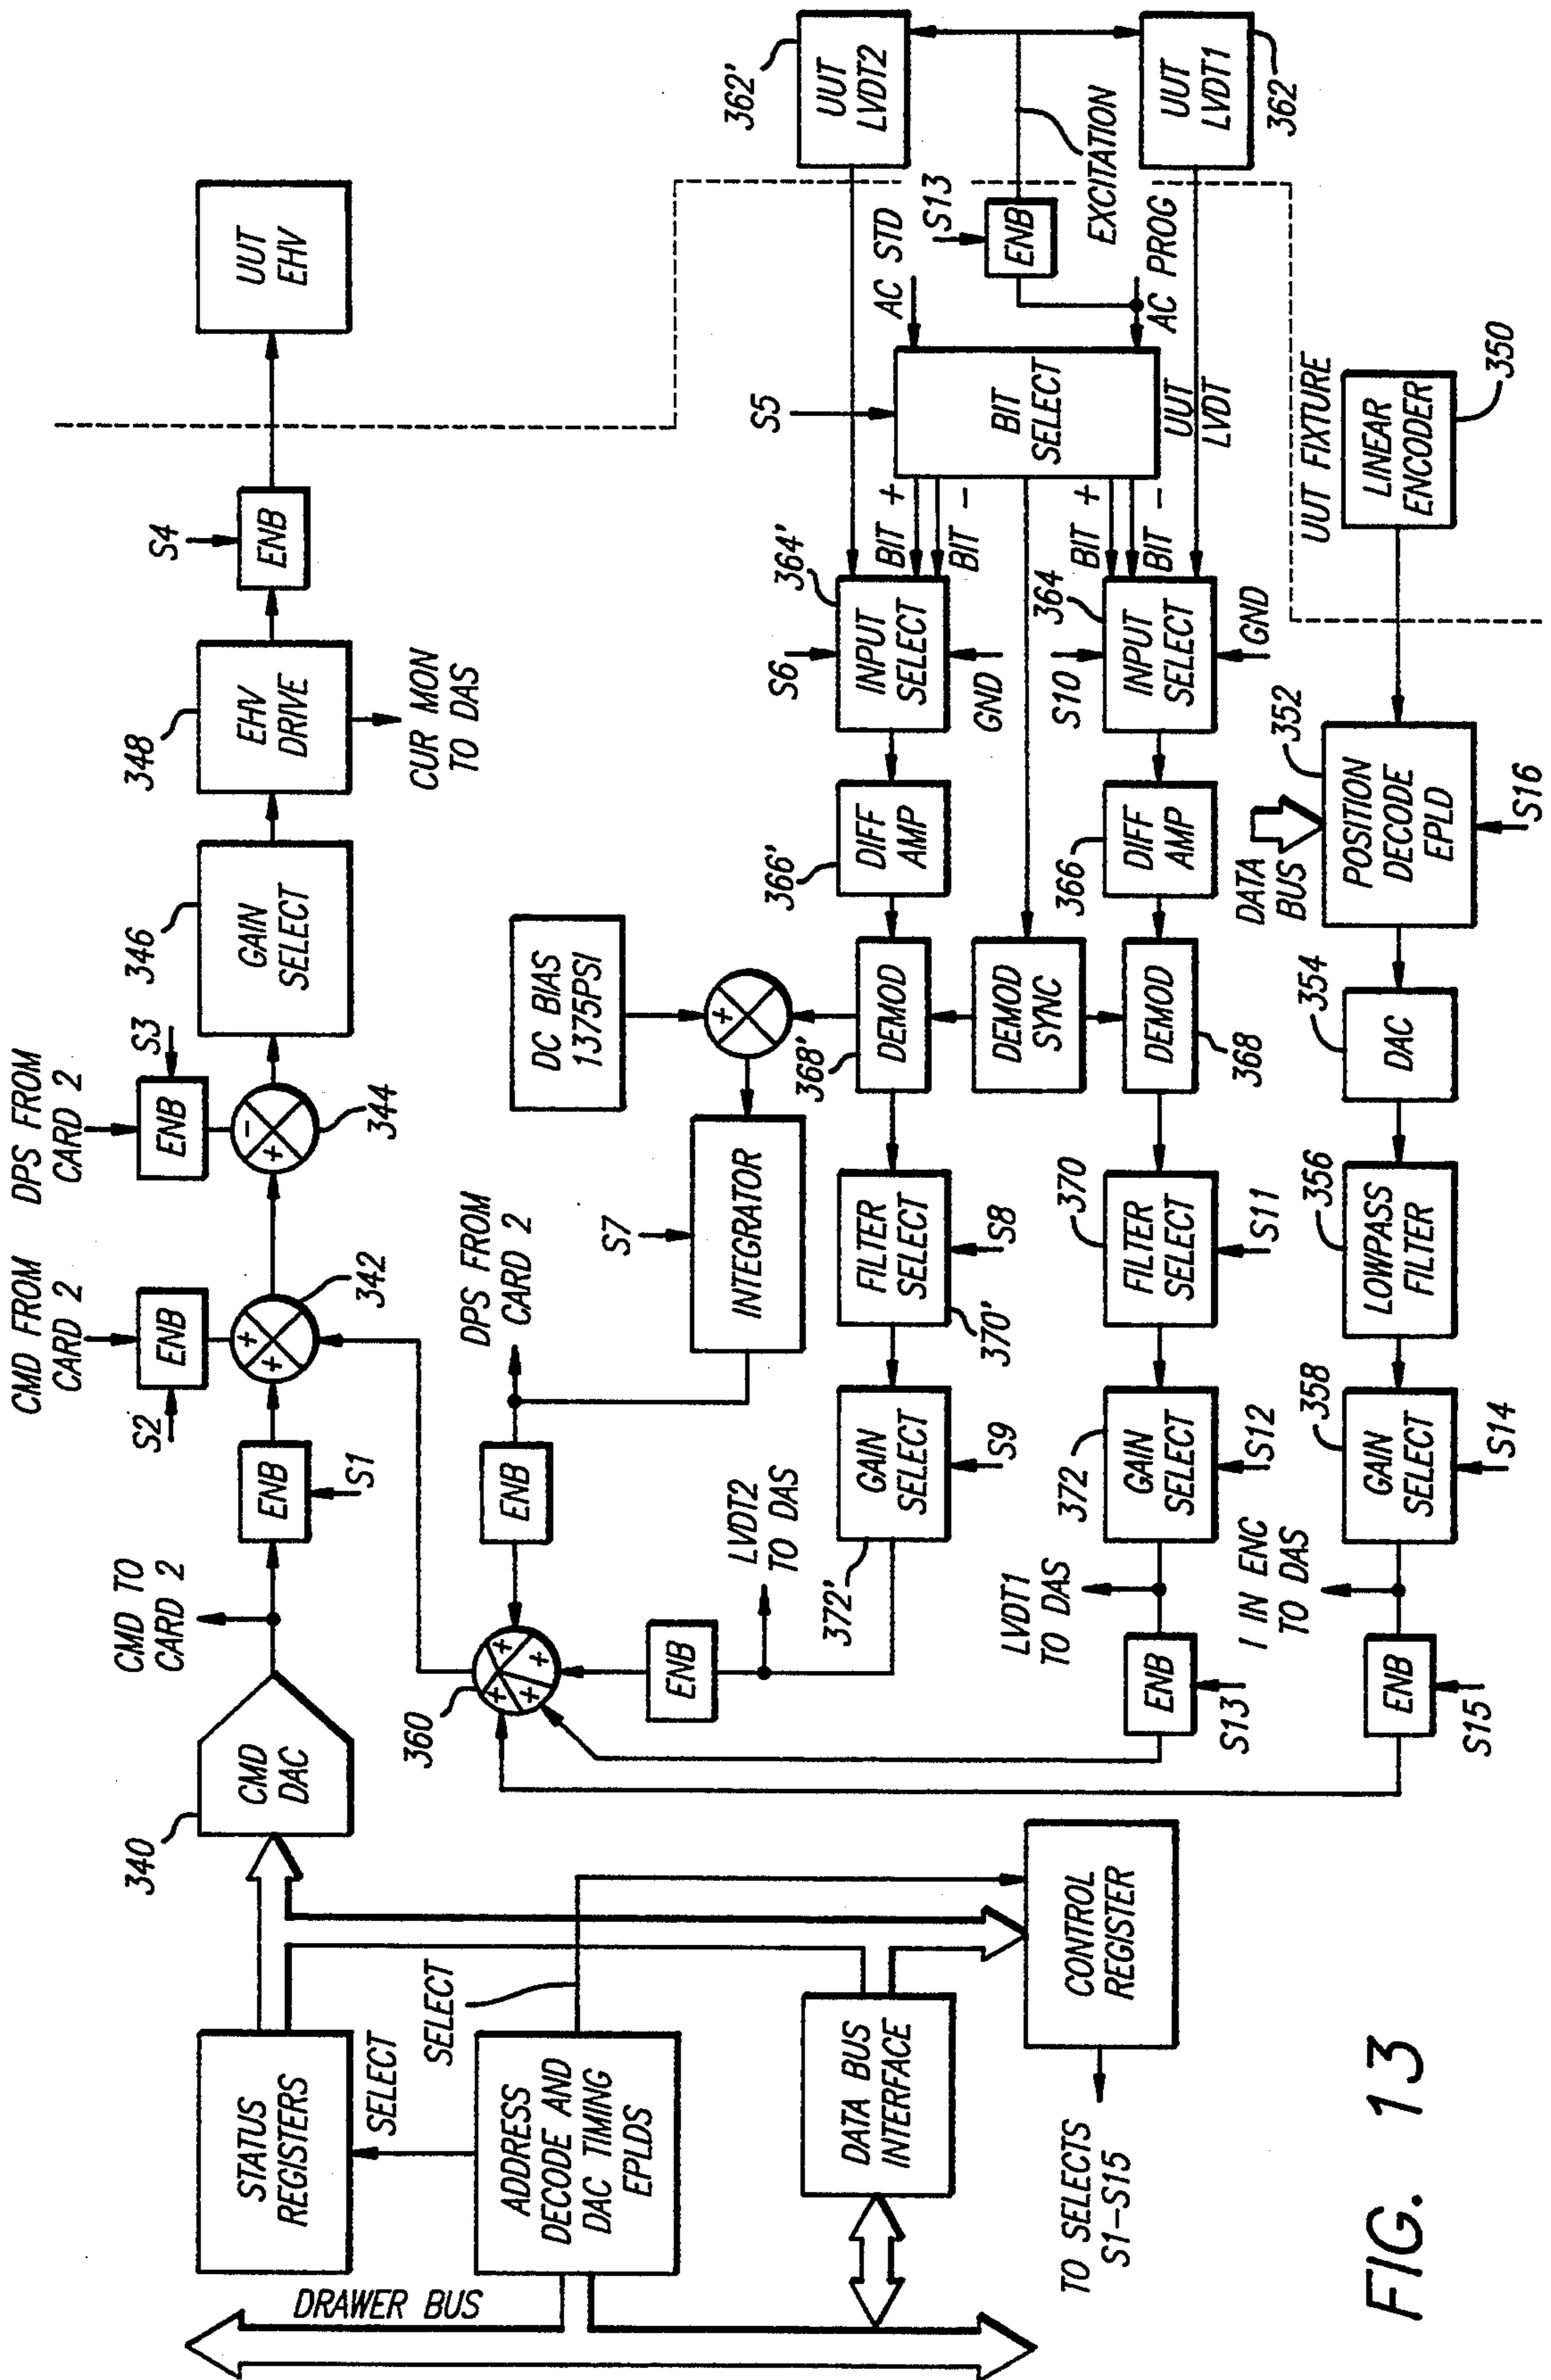 DRAWER BUS
STATUS
REGISTERS
SELECT
ADDRESS
DECODE AND
DAC TIMING
EPLDS
SELECT
DATA BUS
INTERFACE
CONTROL
REGISTER
TO SELECTS
S1-S15
340
CMD
DAC
CMD TO
CARD 2
ENB
S1
CMD FROM
CARD 2
S2
ENB
+
+
342
DPS FROM
CARD 2
S3
ENB
-
+
344
346
GAIN
SELECT
348
EHV
DRIVE
CUR MON
TO DAS
S4
ENB
UUT
EHV
360
+
+
+
+
+
ENB
DPS FROM
CARD 2
S7
INTEGRATOR
DC BIAS
1375PSI
+
ENB
LVDT2
TO DAS
372'
GAIN
SELECT
S9
FILTER
SELECT
370'
S8
368'
DEMOD
366'
DIFF
AMP
S6
364'
INPUT
SELECT
GND
BIT +
BIT -
DEMOD
SYNC
S5
BIT
SELECT
AC STD
AC PROG
S13
ENB
EXCITATION
362'
UUT
LVDT2
UUT
LVDT1
362
UUT
LVDT
LVDT1
TO DAS
ENB
S13
372
GAIN
SELECT
S12
370
FILTER
SELECT
S11
DEMOD
368
366
DIFF
AMP
S10
364
INPUT
SELECT
GND
BIT +
BIT -
1 IN ENC
TO DAS
ENB
S15
358
GAIN
SELECT
S14
356
LOWPASS
FILTER
354
DAC
DATA
BUS
352
POSITION
DECODE
EPLD
S16
UUT FIXTURE
LINEAR
ENCODER
350
FIG. 13